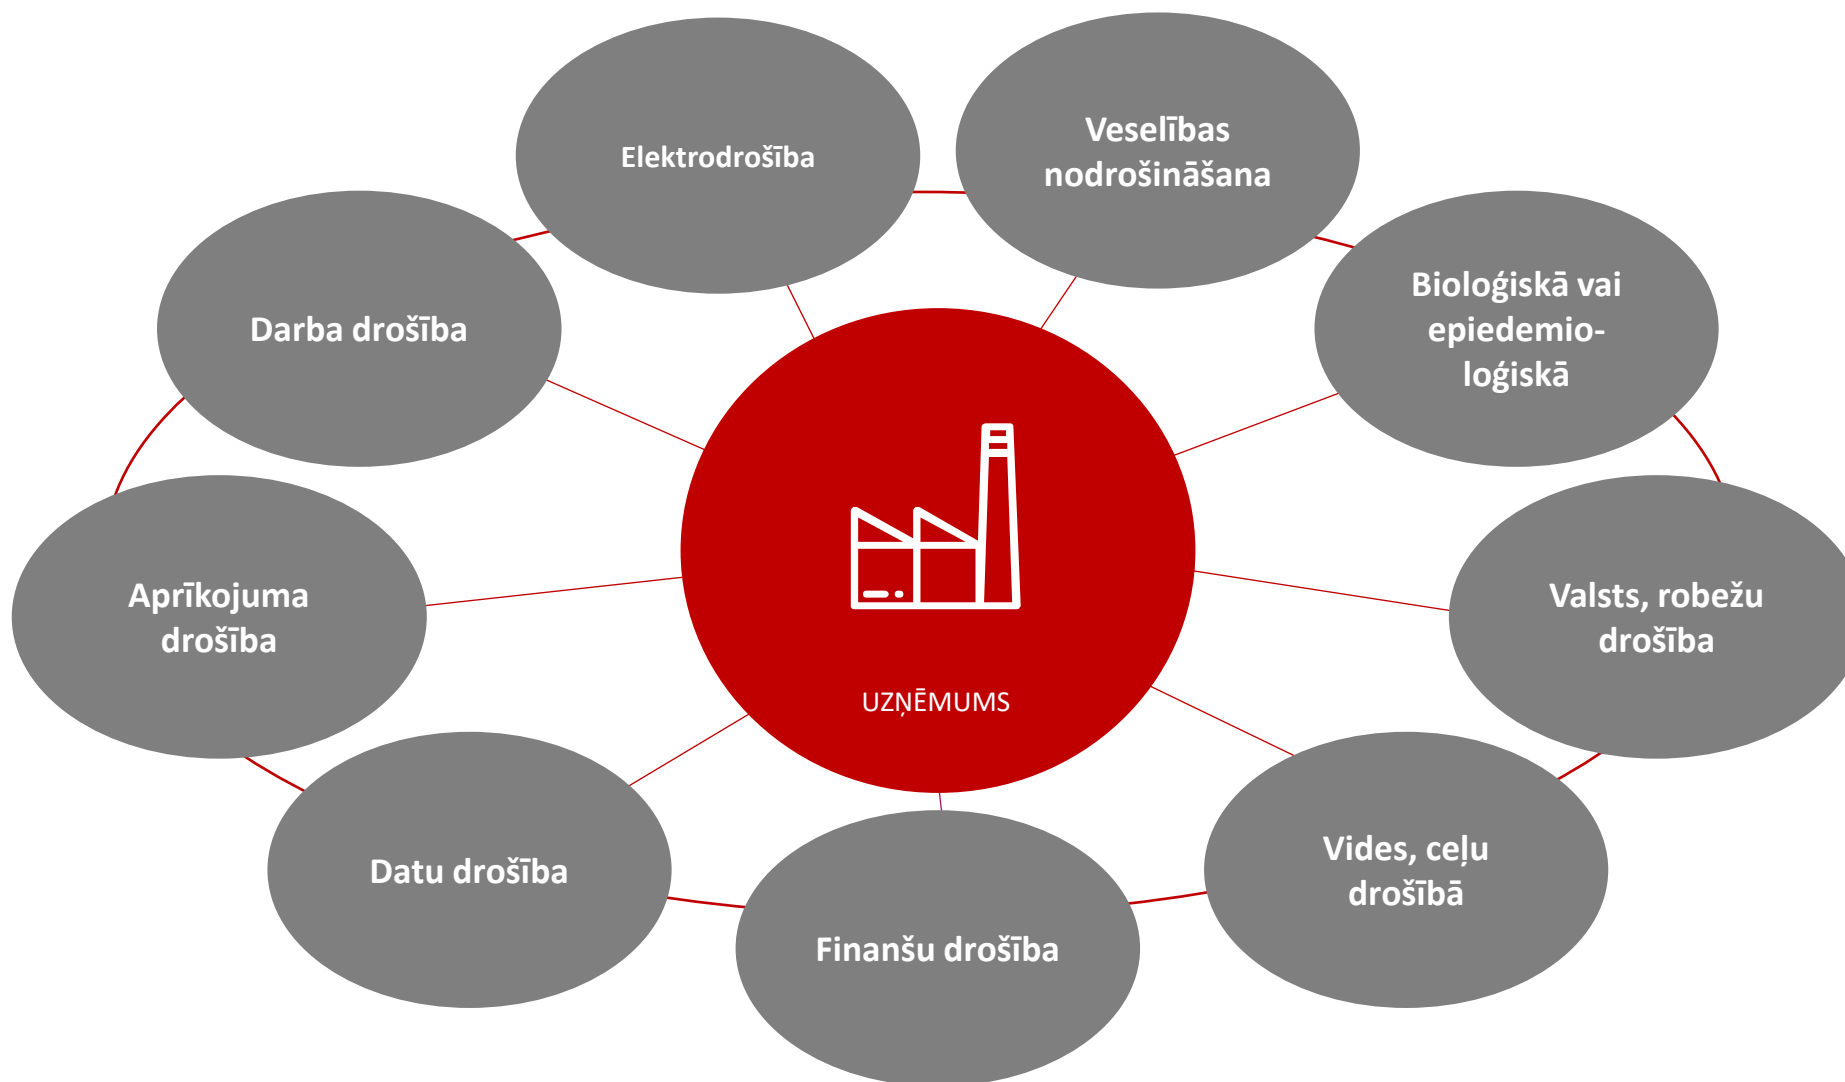 Elektrodrošība
Veselības
nodrošināšana
Bioloģiskā vai
epiedemio-
loģiskā
Darba drošība
Aprīkojuma
drošība
Valsts, robežu
drošība
UZŅĒMUMS
Datu drošība
Vides, ceļu
drošībā
Finanšu drošība